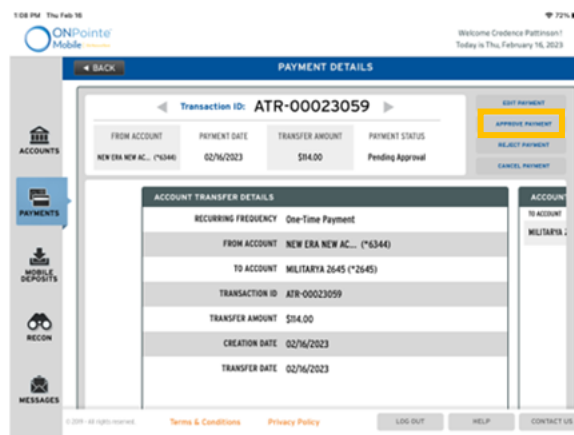 1:08 PM Thu Feb 16
72%
ONPointe
Mobile
Welcome Credence Pattinson!
Today is Thu, February 16, 2023
◄ BACK
PAYMENT DETAILS
Transaction ID: ATR-00023059
FROM ACCOUNT PAYMENT DATE TRANSFER AMOUNT PAYMENT STATUS
NEW ERA NEW AC... (*6344) 02/16/2023 $114.00 Pending Approval
EDIT PAYMENT
APPROVE PAYMENT
REJECT PAYMENT
CANCEL PAYMENT
ACCOUNTS
PAYMENTS
MOBILE
DEPOSITS
RECON
MESSAGES
ACCOUNT TRANSFER DETAILS
RECURRING FREQUENCY One-Time Payment
FROM ACCOUNT NEW ERA NEW AC... (*6344)
TO ACCOUNT MILITARYA 2645 (*2645)
TRANSACTION ID ATR-00023059
TRANSFER AMOUNT $114.00
CREATION DATE 02/16/2023
TRANSFER DATE 02/16/2023
ACCOUNT
TO ACCOUNT
MILITARYA 2
© 2019 - All rights reserved.
Terms & Conditions
Privacy Policy
LOG OUT
HELP
CONTACT US